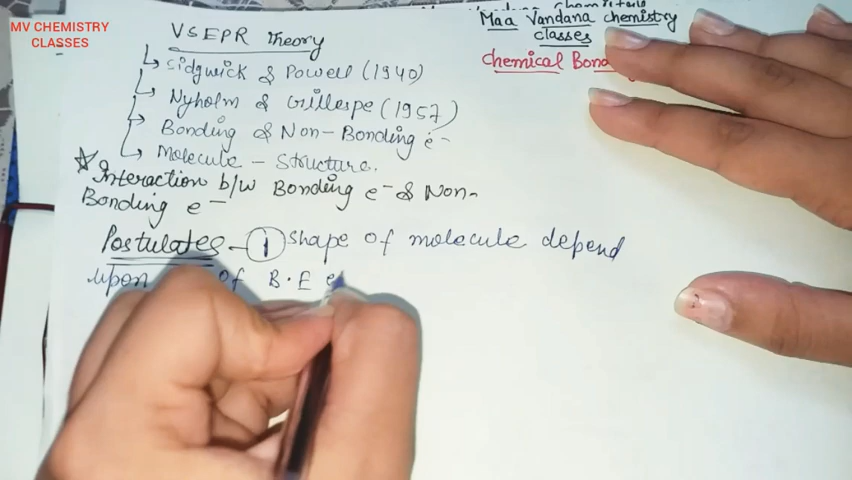 MV CHEMISTRY
CLASSES
Maa Vandana chemistry
classes
Chemical Bond
VSEPR Theory
Sidgwick & Powell (1940)
Nyholm & Gillespe (1957)
Bonding & Non-Bonding e-
Molecule - Structure.
Interaction b/w Bonding e- & Non-
Bonding e-
Postulates - 1 Shape of molecule depend
upon of B.E e